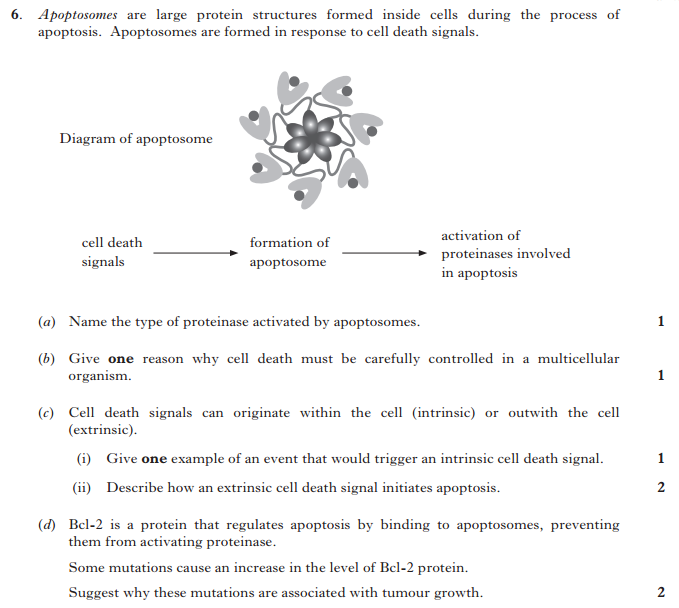 6. Apoptosomes are large protein structures formed inside cells during the process of
apoptosis. Apoptosomes are formed in response to cell death signals.
Diagram of apoptosome
cell death
signals
formation of
apoptosome
activation of
proteinases involved
in apoptosis
(a) Name the type of proteinase activated by apoptosomes. 1
(b) Give one reason why cell death must be carefully controlled in a multicellular
organism. 1
(c) Cell death signals can originate within the cell (intrinsic) or outwith the cell
(extrinsic).
(i) Give one example of an event that would trigger an intrinsic cell death signal. 1
(ii) Describe how an extrinsic cell death signal initiates apoptosis. 2
(d) Bcl-2 is a protein that regulates apoptosis by binding to apoptosomes, preventing
them from activating proteinase.
Some mutations cause an increase in the level of Bcl-2 protein.
Suggest why these mutations are associated with tumour growth. 2